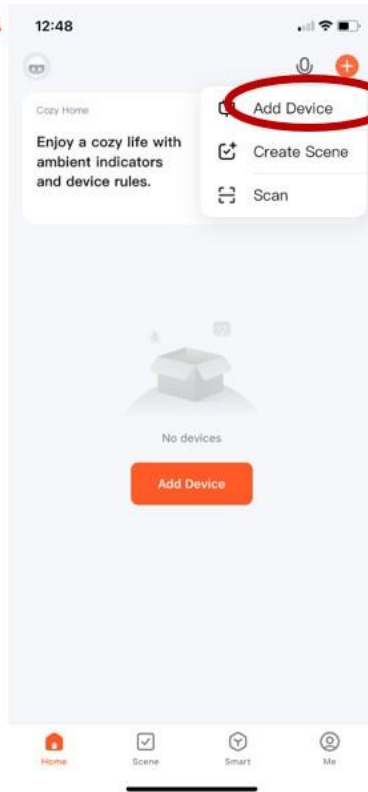 12:48
Cozy Home
Enjoy a cozy life with
ambient indicators
and device rules.
Add Device
Create Scene
Scan
No devices
Add Device
Home
Scene
Smart
Me